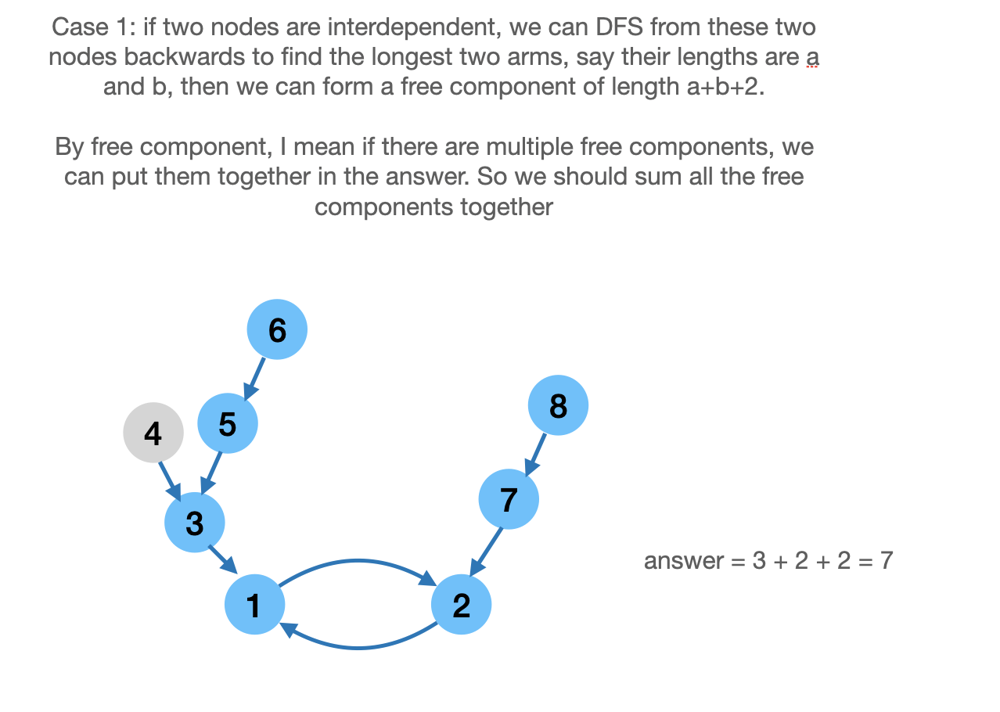 Case 1: if two nodes are interdependent, we can DFS from these two
nodes backwards to find the longest two arms, say their lengths are a
and b, then we can form a free component of length a+b+2.
By free component, I mean if there are multiple free components, we
can put them together in the answer. So we should sum all the free
components together
6
8
4
5
7
3
answer = 3 + 2 + 2 = 7
1
2